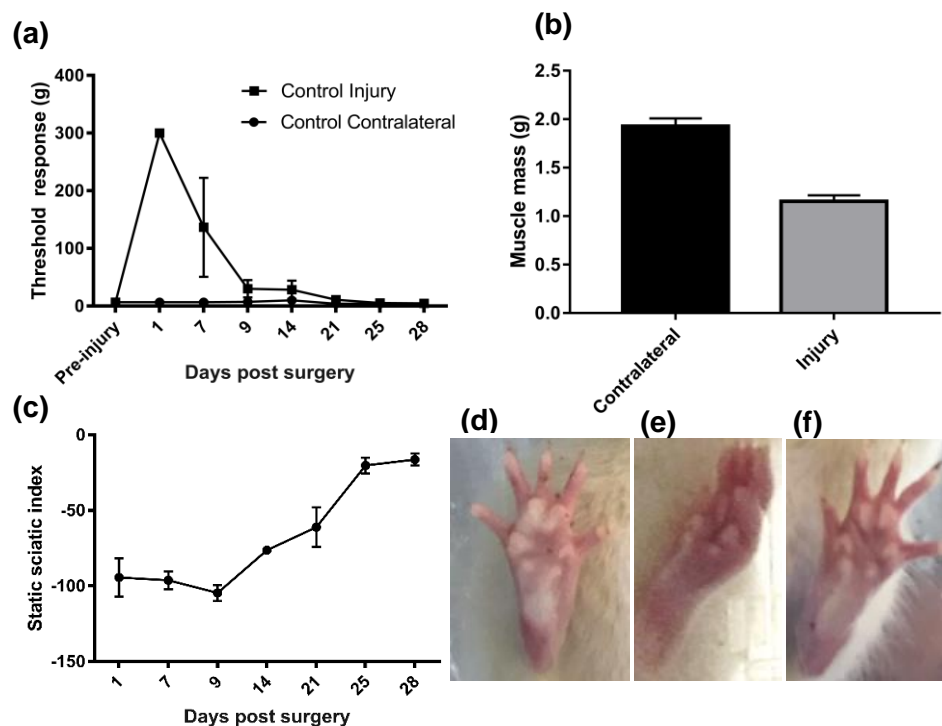 (a)
Threshold response (g)
400
300
200
100
0
Control Injury
Control Contralateral
Pre-injury
1
7
9
14
21
25
28
Days post surgery
(b)
Muscle mass (g)
2.5
2.0
1.5
1.0
0.5
0.0
Contralateral
Injury
(c)
Static sciatic index
0
-50
-100
-150
1
7
9
14
21
25
28
Days post surgery
(d)
(e)
(f)